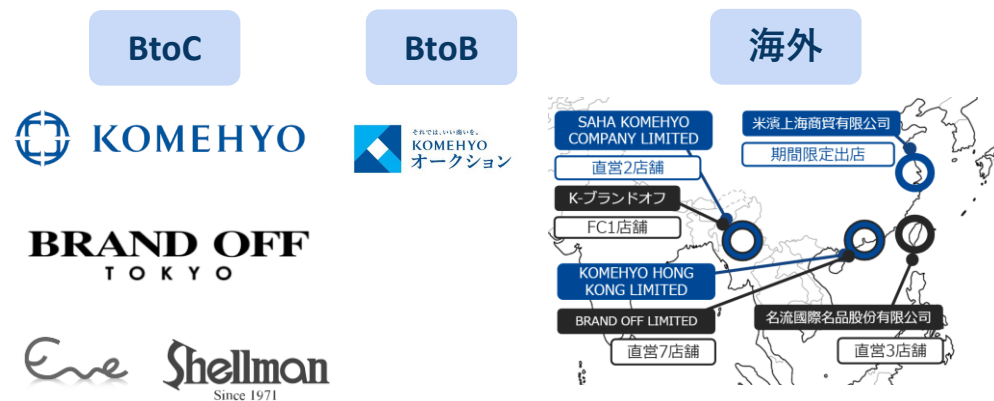 BtoC
BtoB
海外
KOMEHYO
それでは、いい商いを。
KOMEHYO
オークション
BRAND OFF
TOKYO
Eve
Shellman
Since 1971
SAHA KOMEHYO
COMPANY LIMITED
直営2店舗
K-ブランドオフ
FC1店舗
米濱上海商貿有限公司
期間限定出店
KOMEHYO HONG
KONG LIMITED
BRAND OFF LIMITED
直営7店舗
名流國際名品股份有限公司
直営3店舗